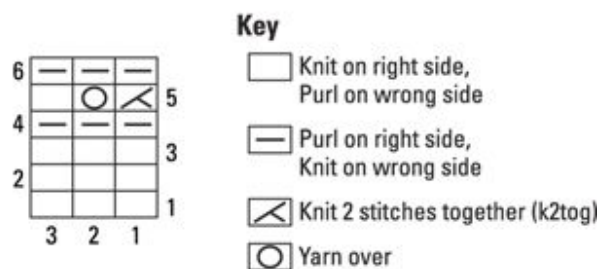 Key
Knit on right side,
Purl on wrong side
Purl on right side,
Knit on wrong side
Knit 2 stitches together (k2tog)
Yarn over
6
5
4
3
2
1
3 2 1